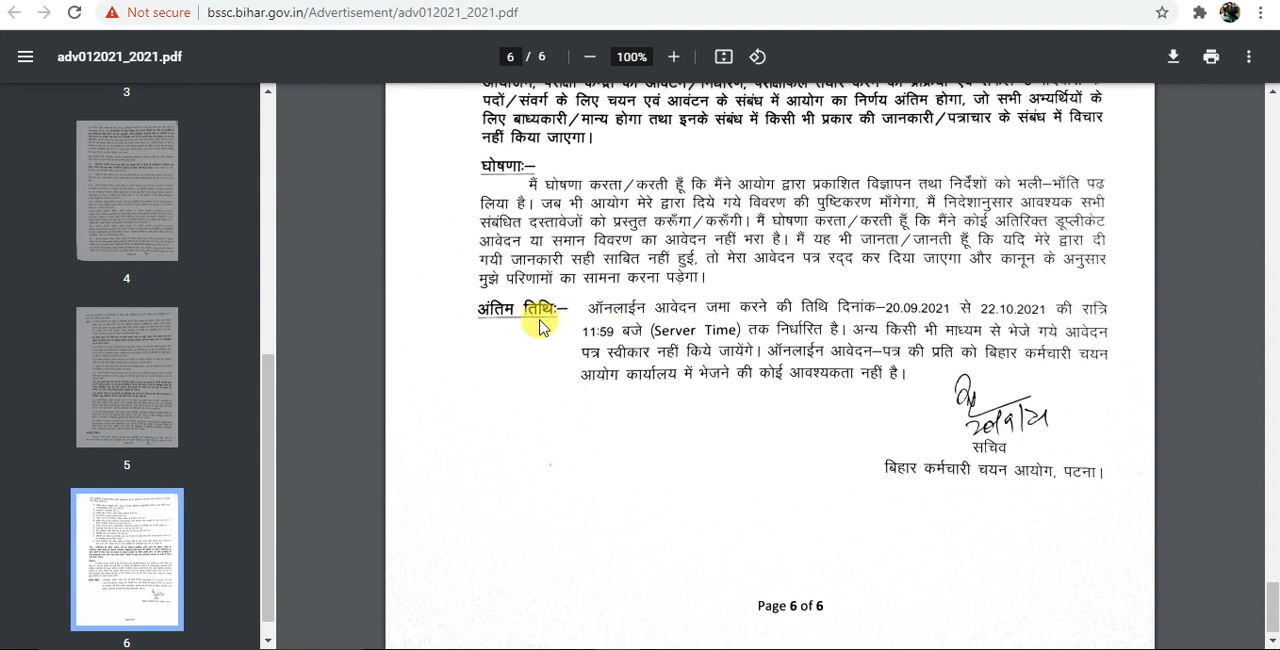 Not secure bssc.bihar.gov.in/Advertisement/adv012021_2021.pdf
adv012021_2021.pdf 6 / 6 100%
3
4
5
6
पदों/संवर्ग के लिए चयन एवं आवंटन के संबंध में आयोग का निर्णय अंतिम होगा, जो सभी अभ्यर्थियों के
लिए बाध्यकारी/मान्य होगा तथा इनके संबंध में किसी भी प्रकार की जानकारी/पत्राचार के संबंध में विचार
नहीं किया जाएगा।
घोषणाः–
मैं घोषणा करता/करती हूँ कि मैंने आयोग द्वारा प्रकाशित विज्ञापन तथा निर्देशों को भली–भाँति पढ
लिया है। जब भी आयोग मेरे द्वारा दिये गये विवरण की पुष्टिकरण माँगेगा, मैं निदेशानुसार आवश्यक सभी
संबंधित दस्तावेजों को प्रस्तुत करूँगा/करूँगी। मैं घोषणा करता/करती हूँ कि मैंने कोई अतिरिक्त डूप्लीकेट
आवेदन या समान विवरण का आवेदन नहीं भरा है। मैं यह भी जानता/जानती हूँ कि यदि मेरे द्वारा दी
गयी जानकारी सही साबित नहीं हुई, तो मेरा आवेदन पत्र रद्द कर दिया जाएगा और कानून के अनुसार
मुझे परिणामों का सामना करना पड़ेगा।
अंतिम तिथिः– ऑनलाईन आवेदन जमा करने की तिथि दिनांक–20.09.2021 से 22.10.2021 की रात्रि
11:59 बजे (Server Time) तक निर्धारित है। अन्य किसी भी माध्यम से भेजे गये आवेदन
पत्र स्वीकार नहीं किये जायेंगे। ऑनलाईन आवेदन–पत्र की प्रति को बिहार कर्मचारी चयन
आयोग कार्यालय में भेजने की कोई आवश्यकता नहीं है।
सचिव
बिहार कर्मचारी चयन आयोग, पटना।
Page 6 of 6